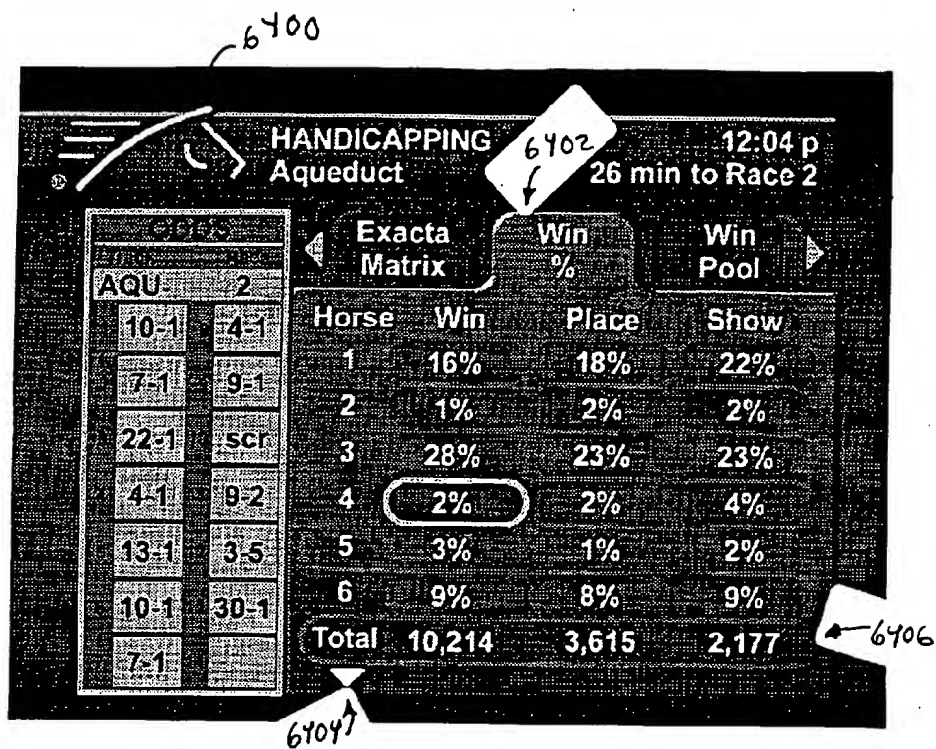 6400
HANDICAPPING
Aqueduct
6402
12:04 p
26 min to Race 2
ODDS
AQU 2
10-1 4-1
7-1 9-1
22-1 scr
4-1 9-2
13-1 3-5
10-1 30-1
7-1
Exacta Matrix
Win %
Win Pool
Horse Win Place Show
1 16% 18% 22%
2 1% 2% 2%
3 28% 23% 23%
4 2% 2% 4%
5 3% 1% 2%
6 9% 8% 9%
Total 10,214 3,615 2,177
6406
6404